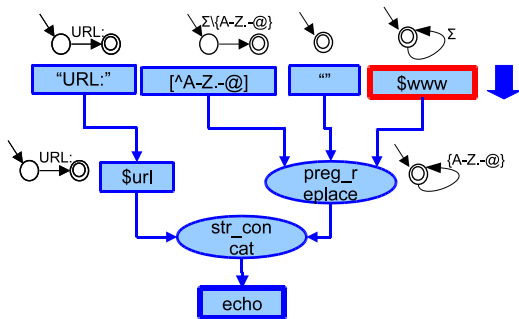 URL:
Σ\{A-Z.-@}
Σ
“URL:”
[^A-Z.-@]
“”
$www
URL:
$url
preg_r
eplace
{A-Z.-@}
str_con
cat
echo